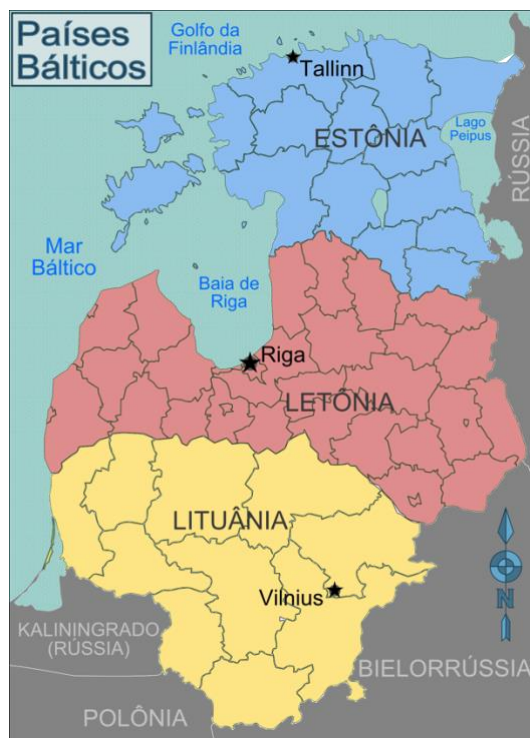 Países
Bálticos
Golfo da
Finlândia
Tallinn
ESTÔNIA
Lago
Peipus
RÚSSIA
Mar
Báltico
Baia de
Riga
Riga
LETÔNIA
LITUÂNIA
Vilnius
N
KALININGRADO
(RÚSSIA)
BIELORRÚSSIA
POLÔNIA